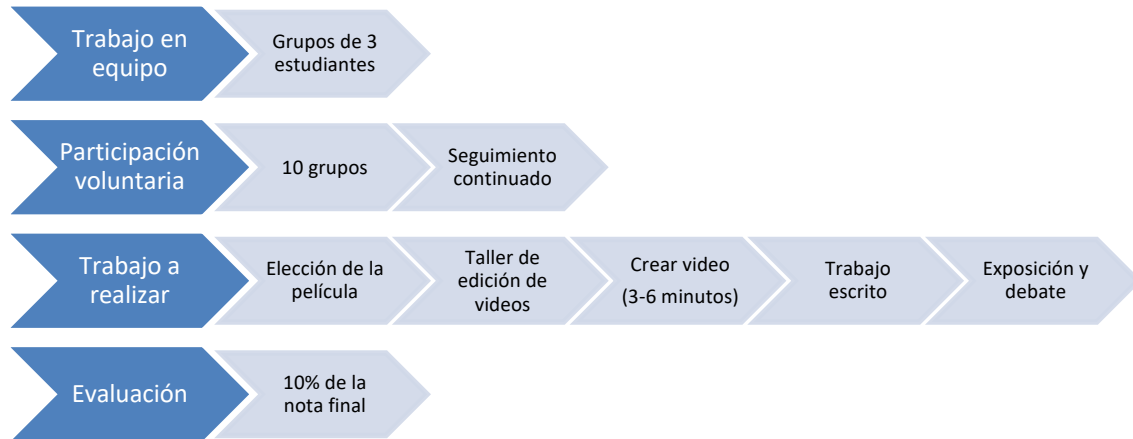 Trabajo en
equipo
Grupos de 3
estudiantes
Participación
voluntaria
10 grupos
Seguimiento
continuado
Trabajo a
realizar
Elección de la
película
Taller de
edición de
videos
Crear video
(3-6 minutos)
Trabajo
escrito
Exposición y
debate
Evaluación
10% de la
nota final